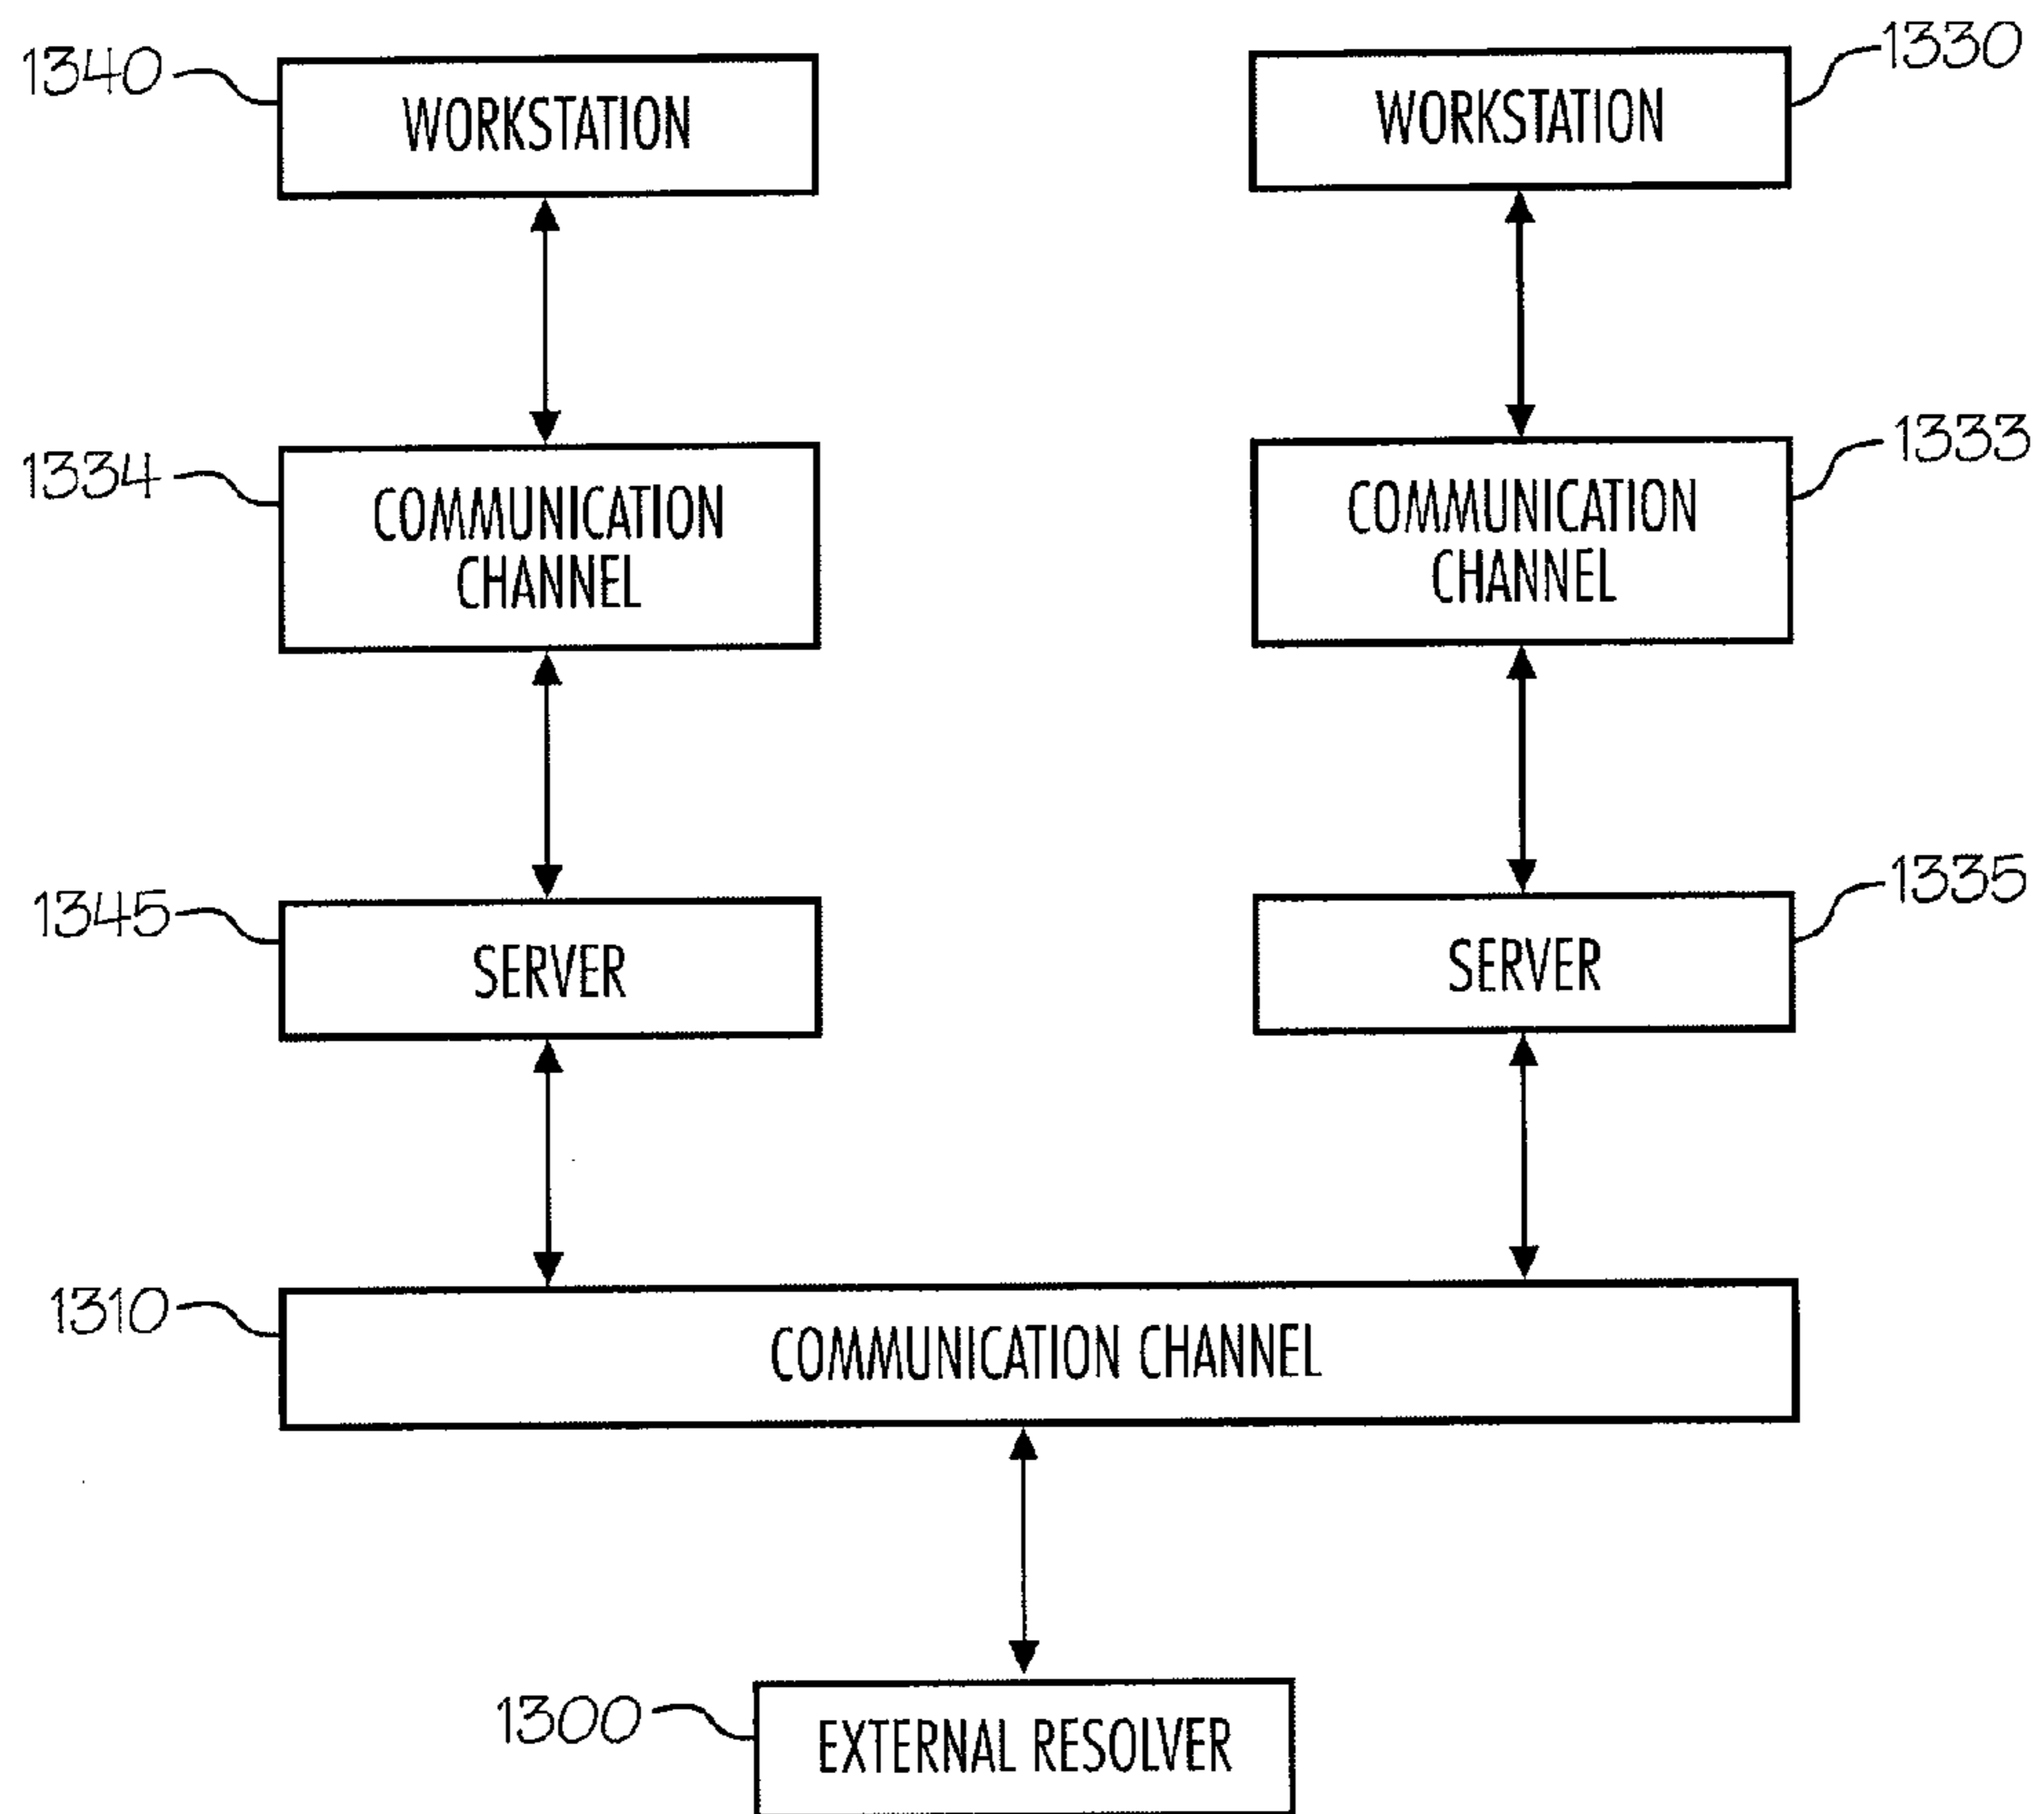 1340
WORKSTATION
WORKSTATION
1330
1334
COMMUNICATION
CHANNEL
COMMUNICATION
CHANNEL
1333
1345
SERVER
SERVER
1335
1310
COMMUNICATION CHANNEL
1300
EXTERNAL RESOLVER